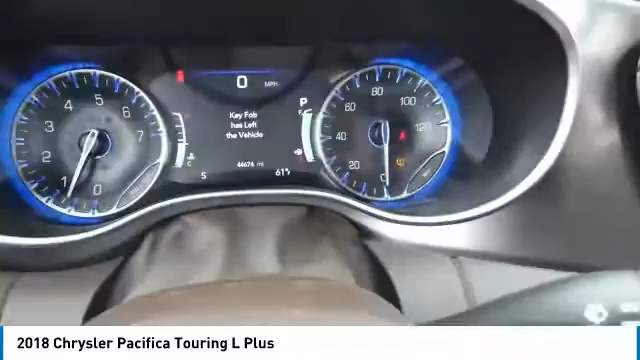 0 MPH
Key Fob
has Left
the Vehicle
44674 mi
S
61°F
P
0
1
2
3
4
5
6
7
0
20
40
60
80
100
120
C
2018 Chrysler Pacifica Touring L Plus